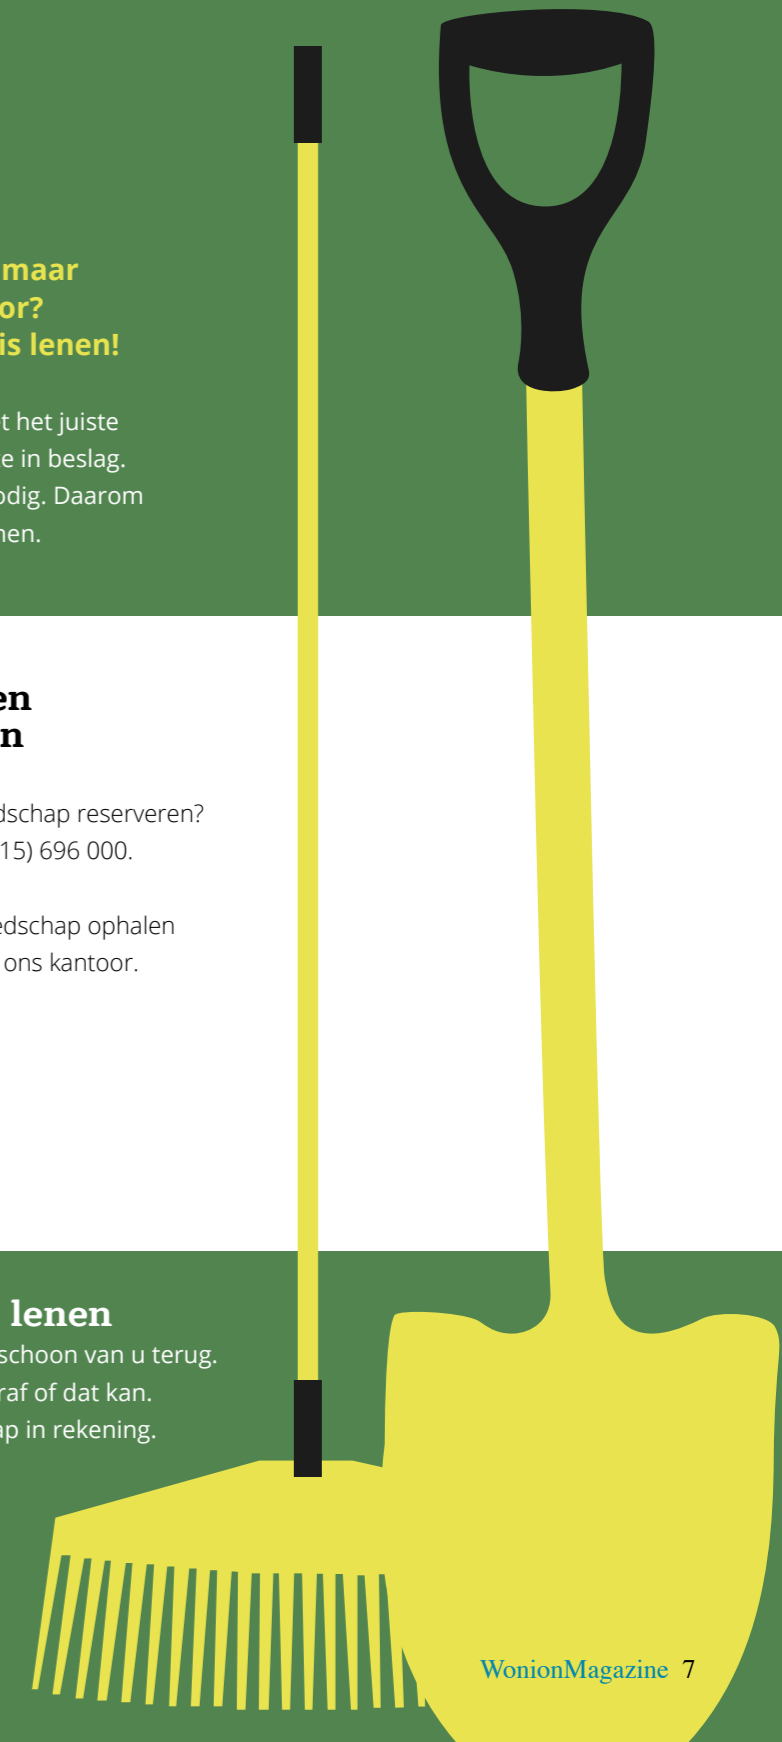 maar
or?
is lenen!
t het juiste
e in beslag.
odig. Daarom
nen.
en
n
dschap reserveren?
15) 696 000.
edschap ophalen
ons kantoor.
lenen
schoon van u terug.
raf of dat kan.
ap in rekening.
WonionMagazine 7